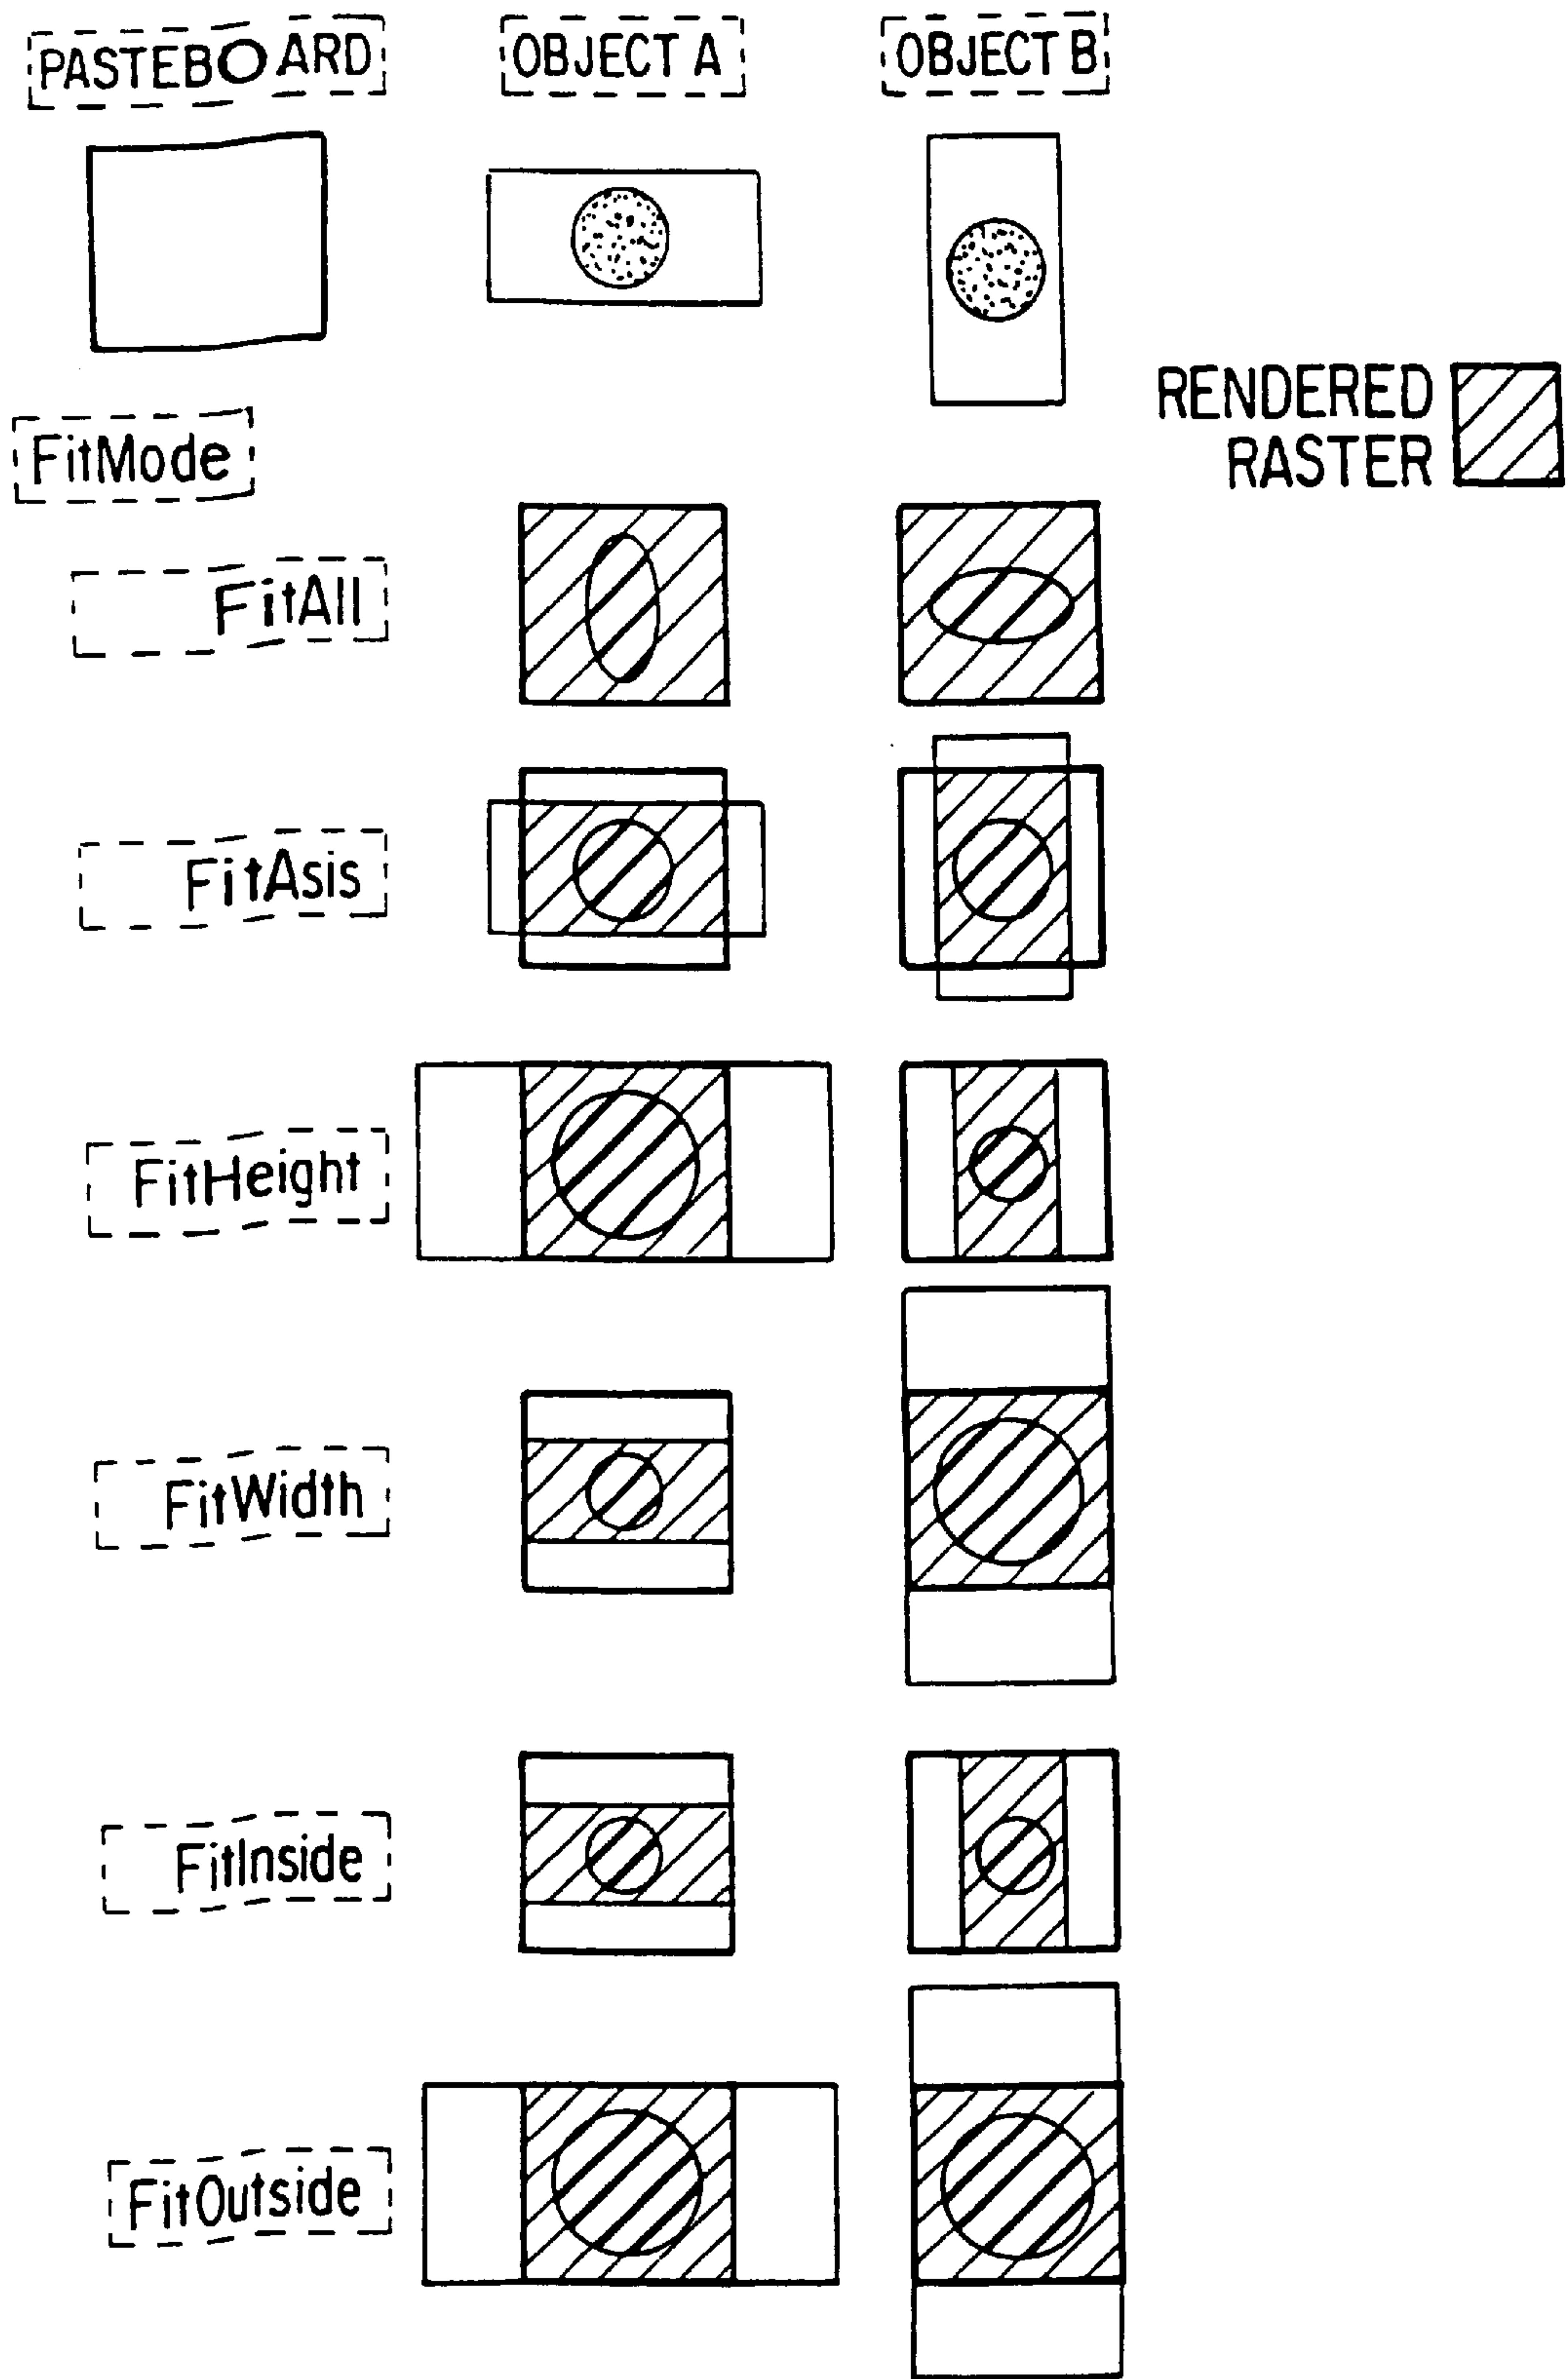 PASTEBOARD OBJECT A OBJECT B
RENDERED
RASTER
FitMode
FitAll
FitAsis
FitHeight
FitWidth
FitInside
FitOutside